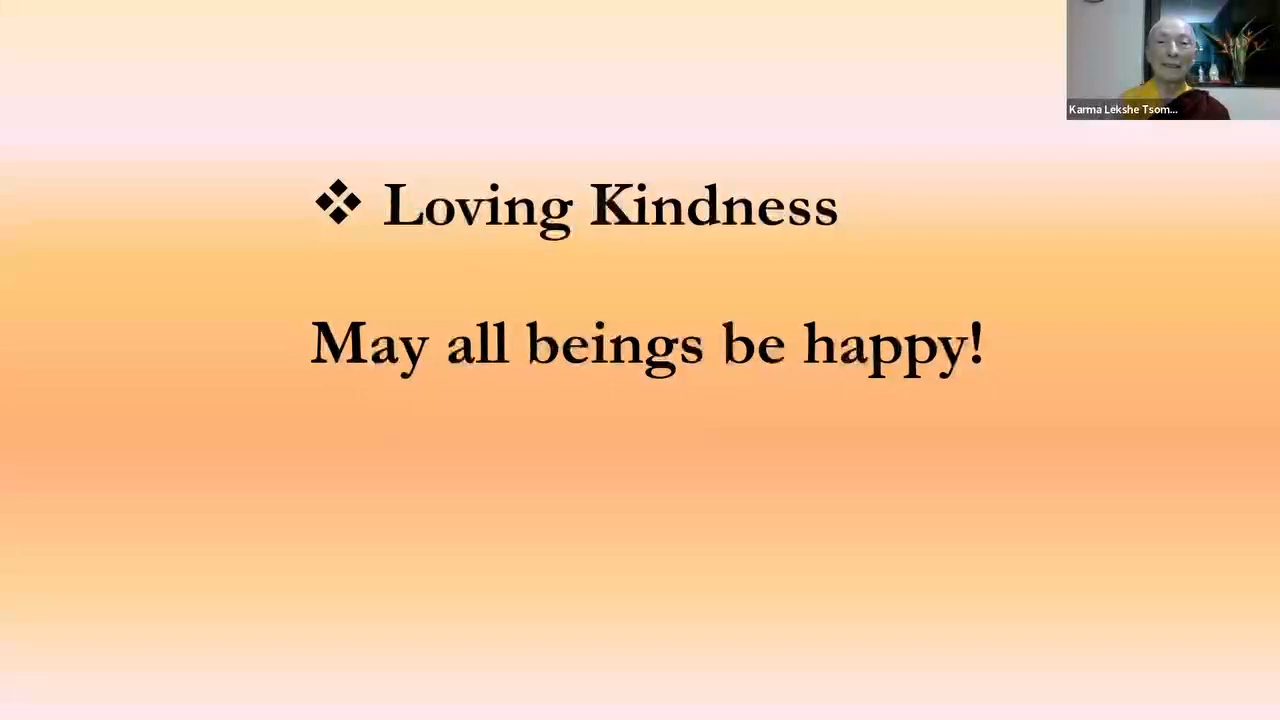 Karma Lekshe Tsom...
❖ Loving Kindness
May all beings be happy!